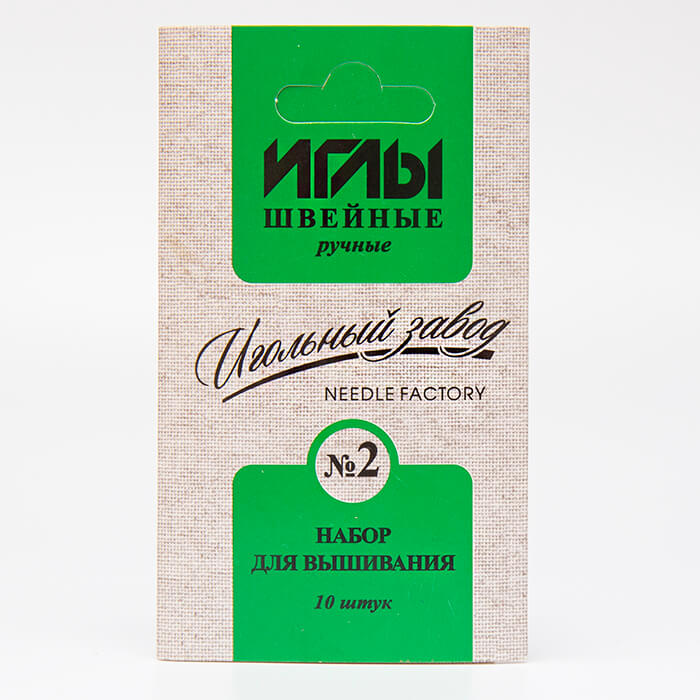 ИГЛЫ
ШВЕЙНЫЕ
ручные
Игольный завод
NEEDLE FACTORY
№2
НАБОР
ДЛЯ ВЫШИВАНИЯ
10 штук